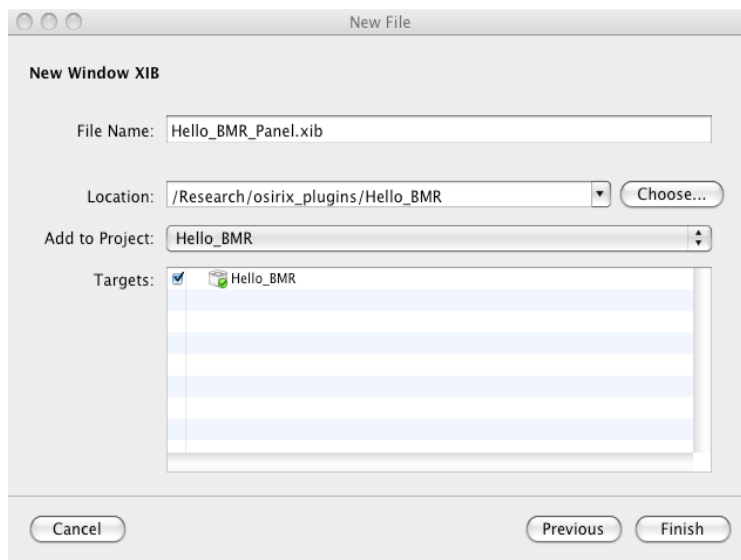 New File
New Window XIB
File Name: Hello_BMR_Panel.xib
Location: /Research/osirix_plugins/Hello_BMR Choose...
Add to Project: Hello_BMR
Targets: Hello_BMR
Cancel Previous Finish